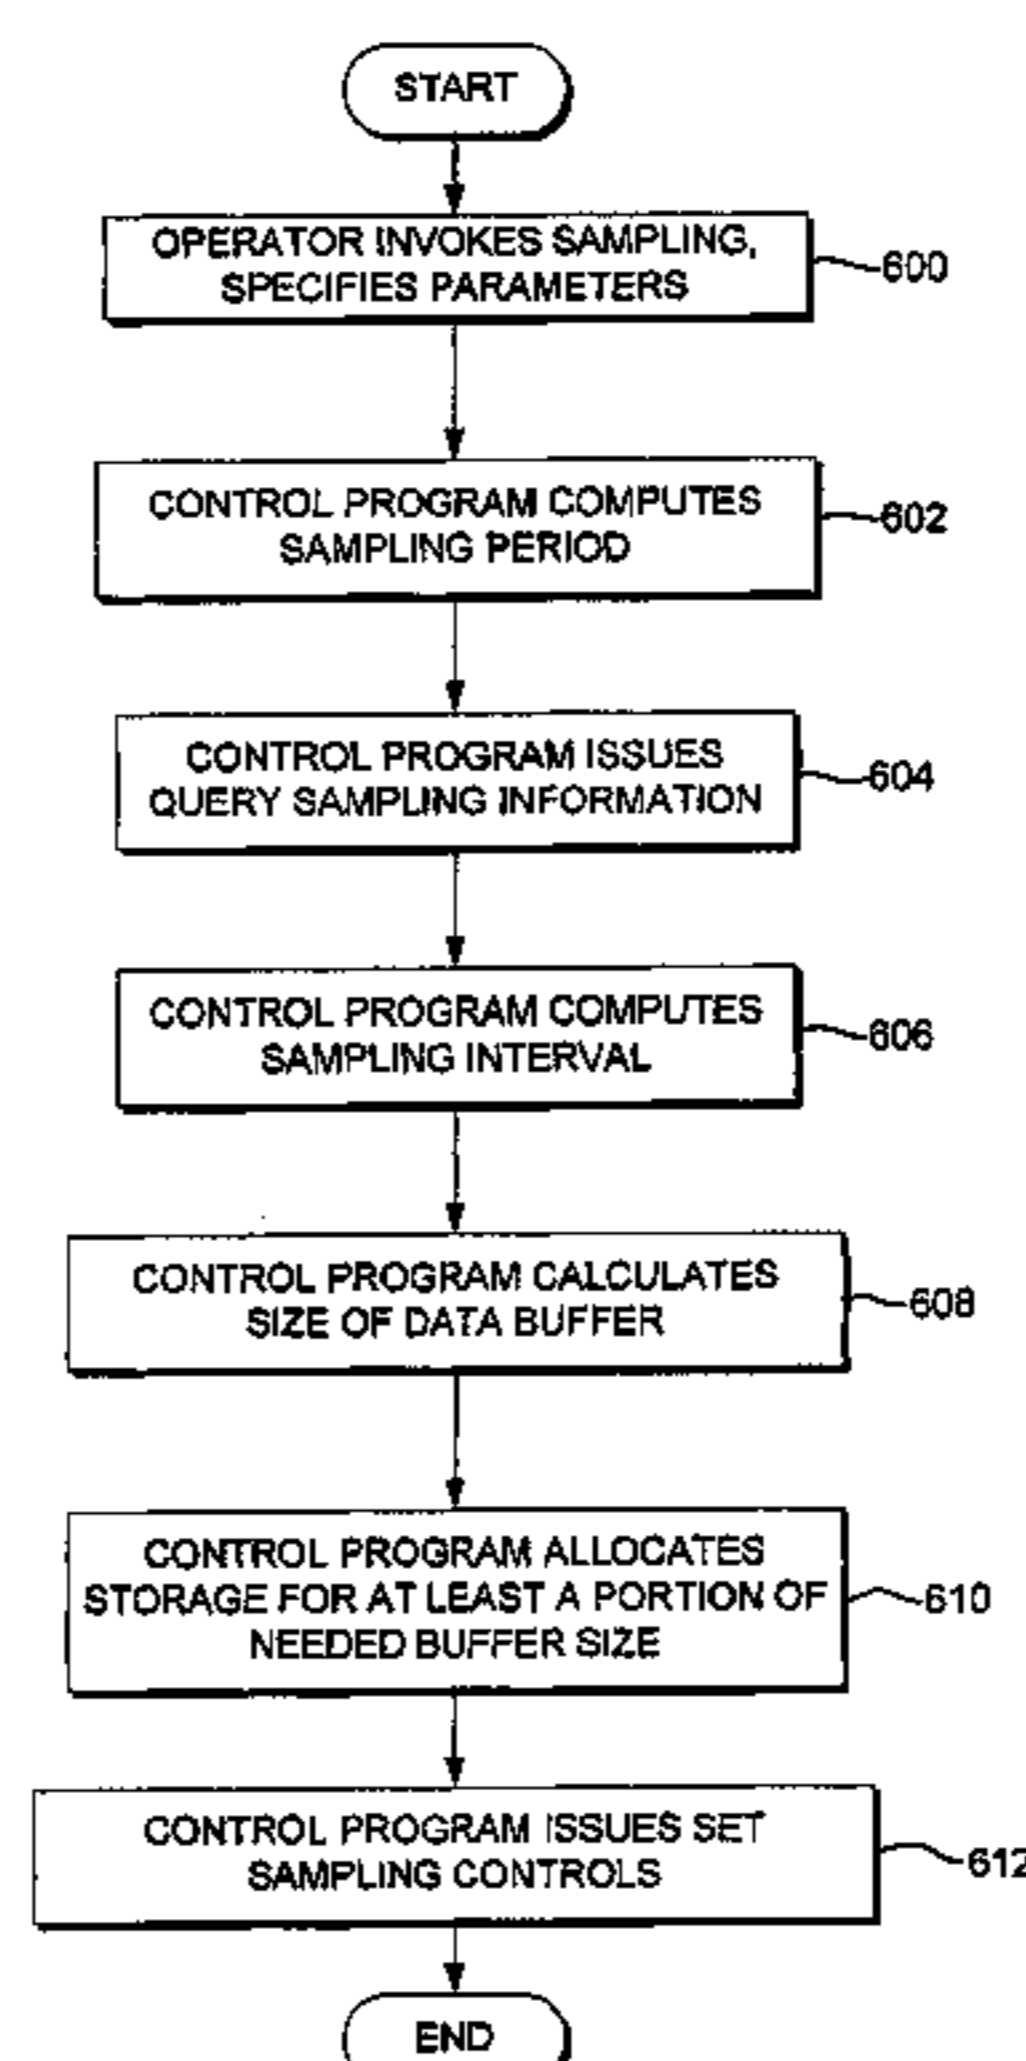 START
OPERATOR INVOKES SAMPLING,
SPECIFIES PARAMETERS
600
CONTROL PROGRAM COMPUTES
SAMPLING PERIOD
602
CONTROL PROGRAM ISSUES
QUERY SAMPLING INFORMATION
604
CONTROL PROGRAM COMPUTES
SAMPLING INTERVAL
606
CONTROL PROGRAM CALCULATES
SIZE OF DATA BUFFER
608
CONTROL PROGRAM ALLOCATES
STORAGE FOR AT LEAST A PORTION OF
NEEDED BUFFER SIZE
610
CONTROL PROGRAM ISSUES SET
SAMPLING CONTROLS
612
END